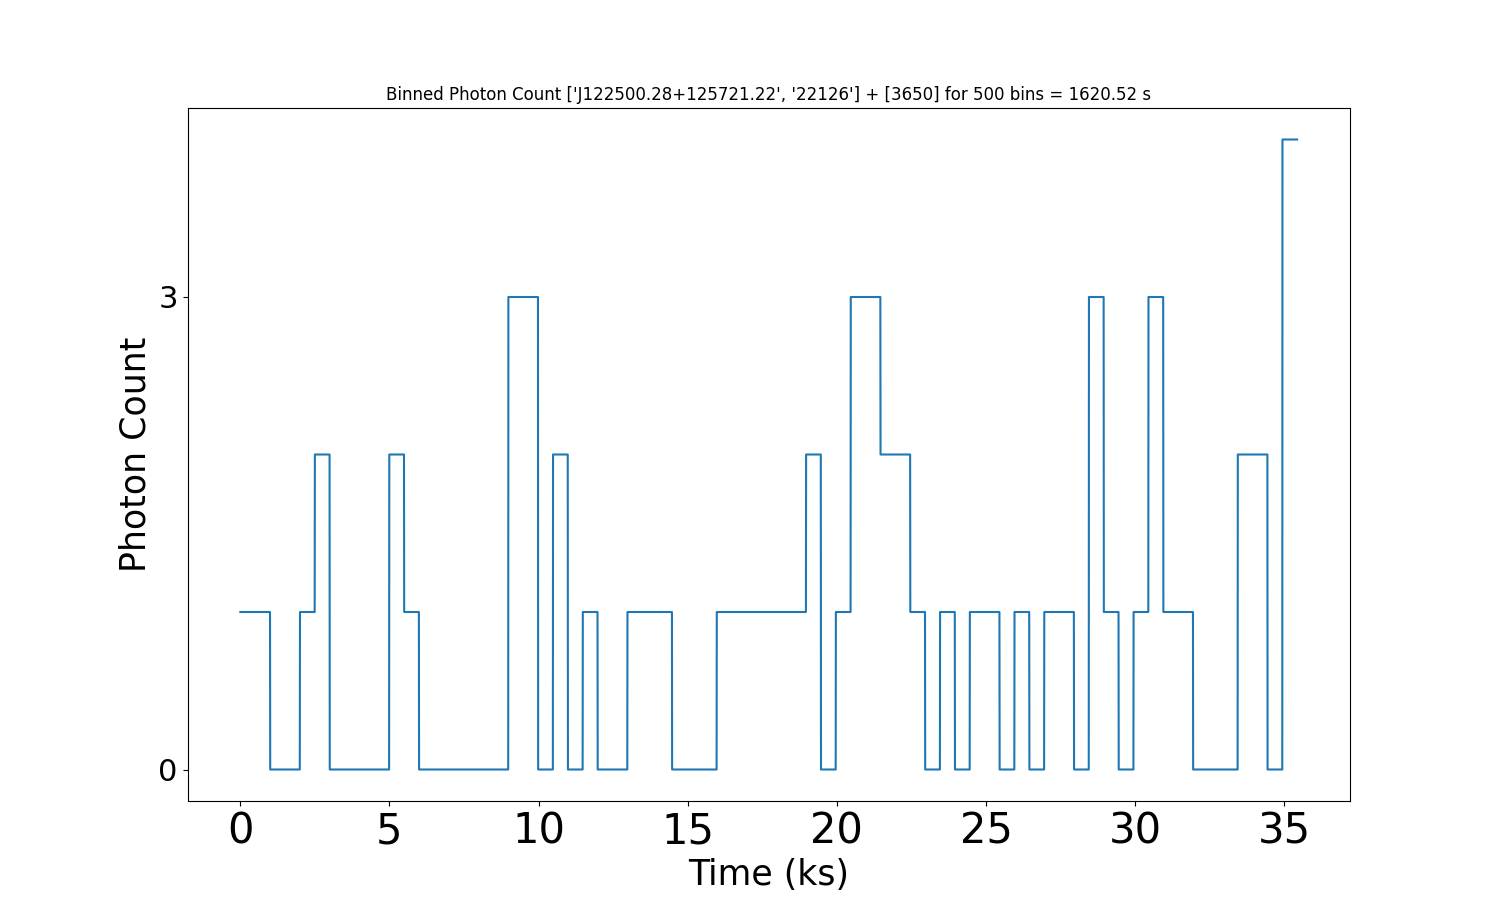 Binned Photon Count ['J122500.28+125721.22', '22126'] + [3650] for 500 bins = 1620.52 s
3
0
Photon Count
0 5 10 15 20 25 30 35
Time (ks)